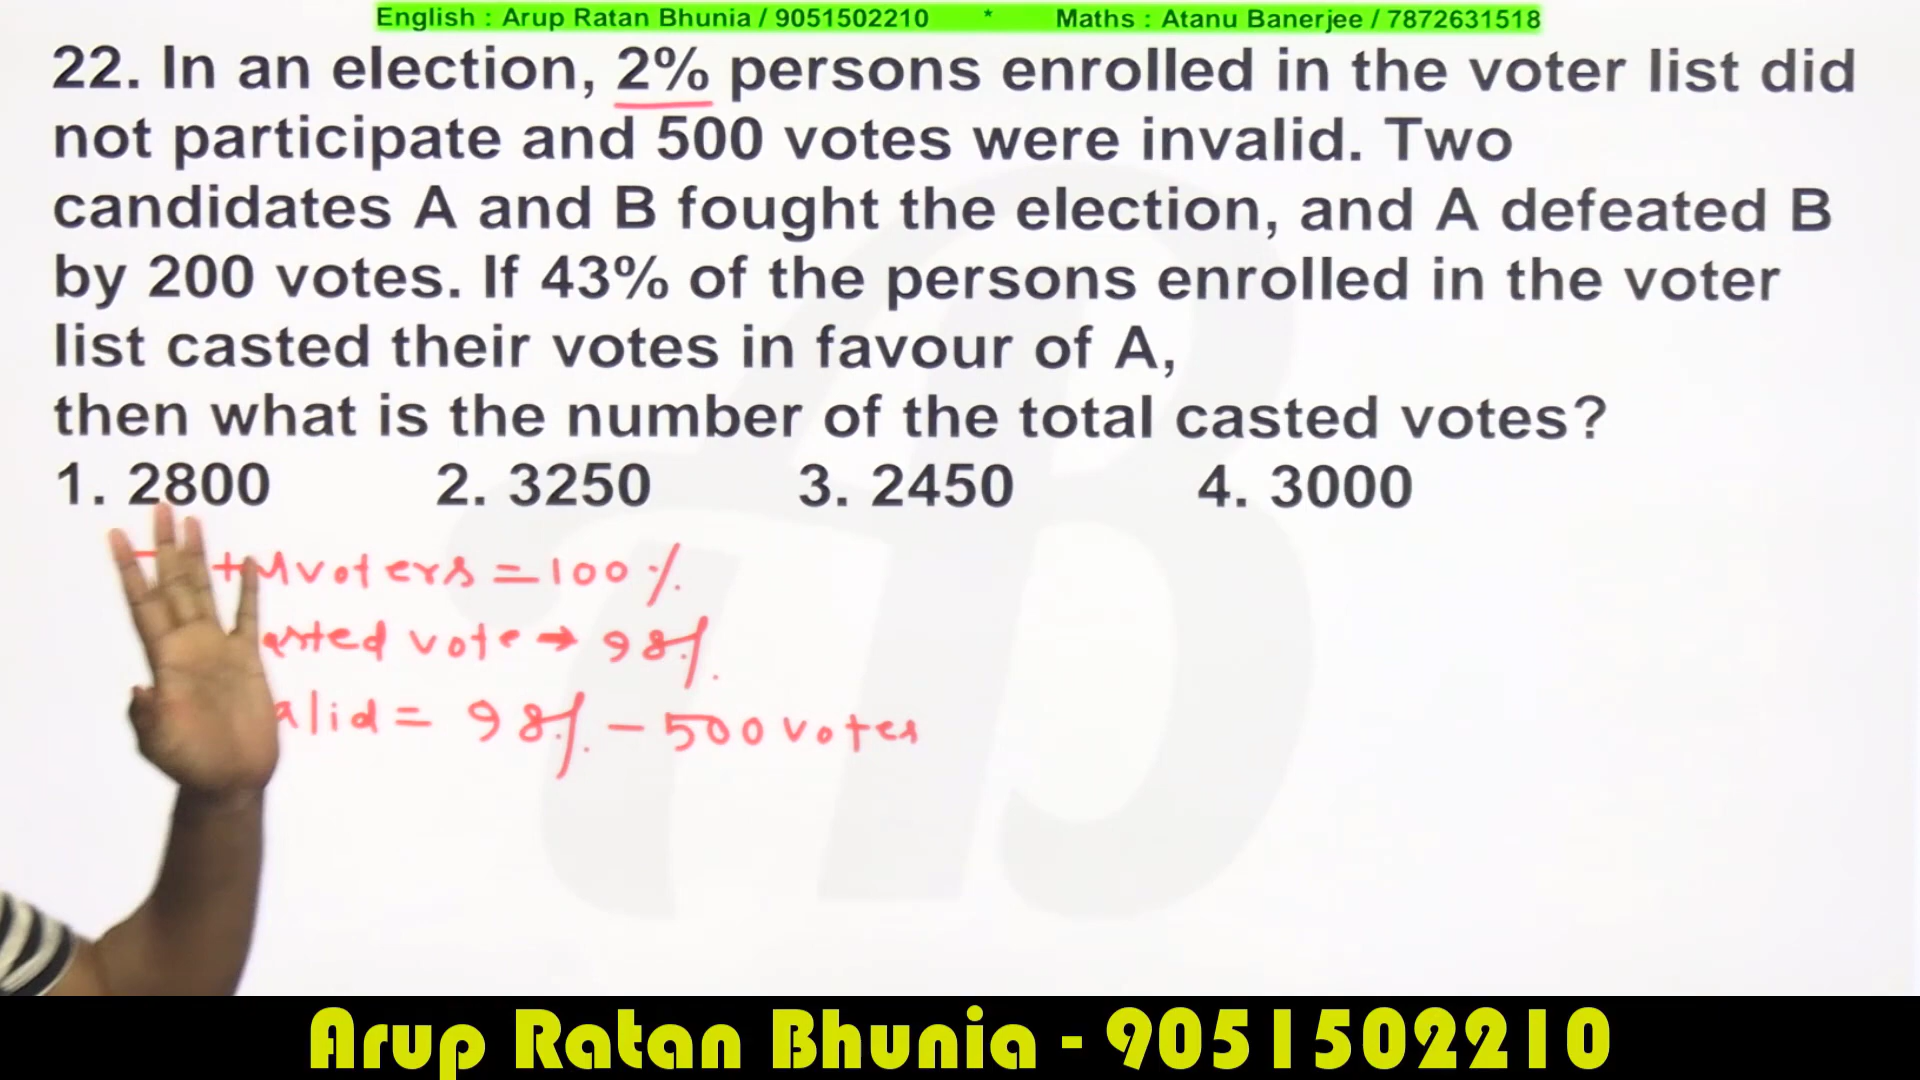 English : Arup Ratan Bhunia / 9051502210 * Maths : Atanu Banerjee / 7872631518
22. In an election, 2% persons enrolled in the voter list did
not participate and 500 votes were invalid. Two
candidates A and B fought the election, and A defeated B
by 200 votes. If 43% of the persons enrolled in the voter
list casted their votes in favour of A,
then what is the number of the total casted votes?
1. 2800 2. 3250 3. 2450 4. 3000
voters = 100%
vote → 98%
= 98% - 500 votes
Arup Ratan Bhunia - 9051502210